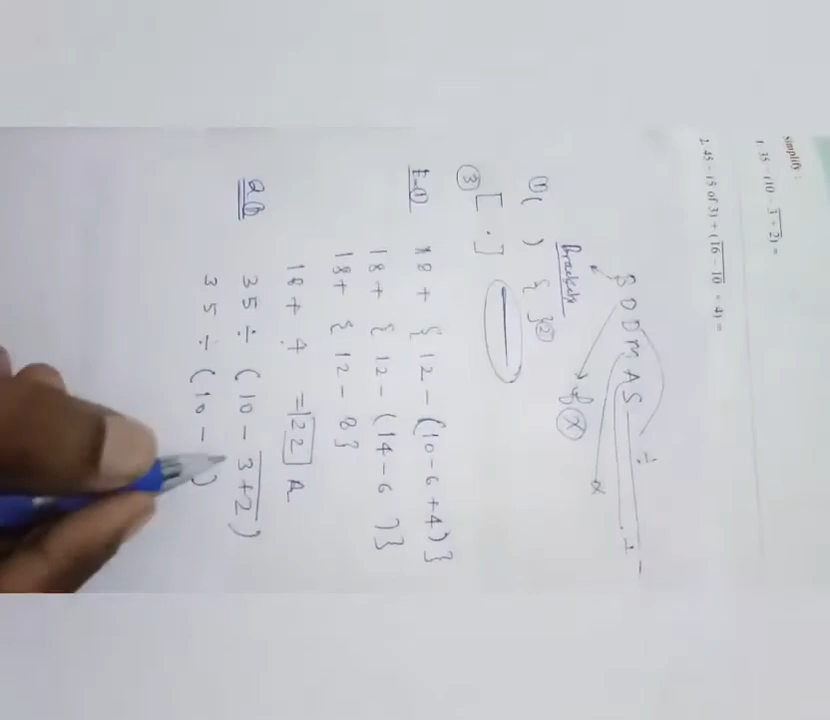 Simplify :
1. 35 ÷ (10 – 3 + 2) =
2. 45 ÷ (5 of 3) + (16 – 10 × 4) =
BODMAS
Brackets
of (x)
÷
x
+
-
① ( ) { } ②
③ [ . ]
E-①
18 + { 12 - (10 - 6 + 4) }
18 + { 12 - (14 - 6 ) }
18 + { 12 - 8 }
18 + 4 = 22 A
Q ①
35 ÷ ( 10 - 3+2 )
35 ÷ ( 10 - )